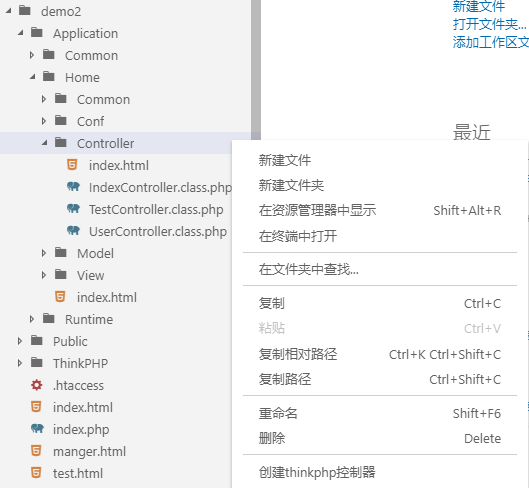 demo2
Application
Common
Home
Common
Conf
Controller
index.html
IndexController.class.php
TestController.class.php
UserController.class.php
Model
View
index.html
Runtime
Public
ThinkPHP
.htaccess
index.html
index.php
manger.html
test.html
新建文件
打开文件夹...
添加工作区文
最近
新建文件
新建文件夹
在资源管理器中显示 Shift+Alt+R
在终端中打开
在文件夹中查找...
复制 Ctrl+C
粘贴 Ctrl+V
复制相对路径 Ctrl+K Ctrl+Shift+C
复制路径 Ctrl+Shift+C
重命名 Shift+F6
删除 Delete
创建thinkphp控制器